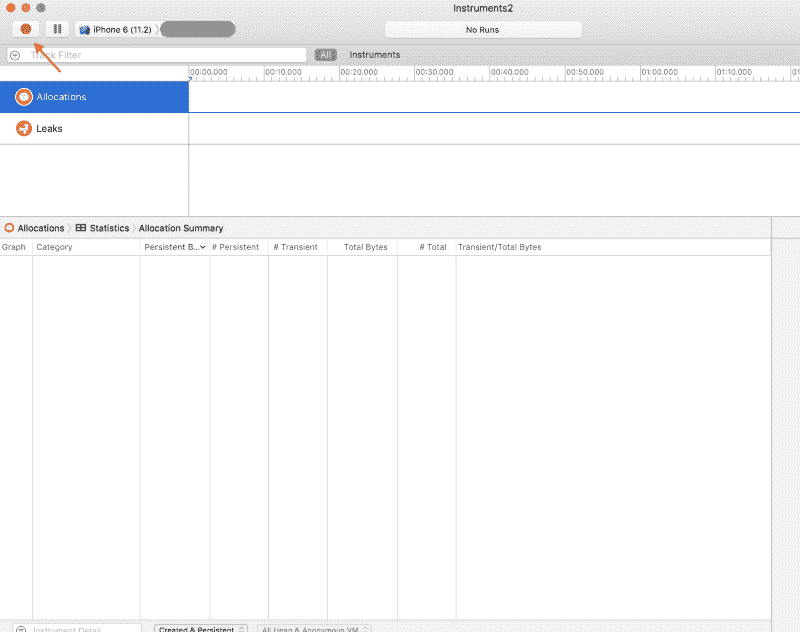 Instruments2
iPhone 6 (11.2)
No Runs
Track Filter
All
Instruments
00:00.000 00:10.000 00:20.000 00:30.000 00:40.000 00:50.000 01:00.000 01:10.000 01
Allocations
Leaks
Allocations Statistics Allocation Summary
Graph Category Persistent B... # Persistent # Transient Total Bytes # Total Transient/Total Bytes
Instrument Detail Created & Persistent All Heap & Anonymous VM